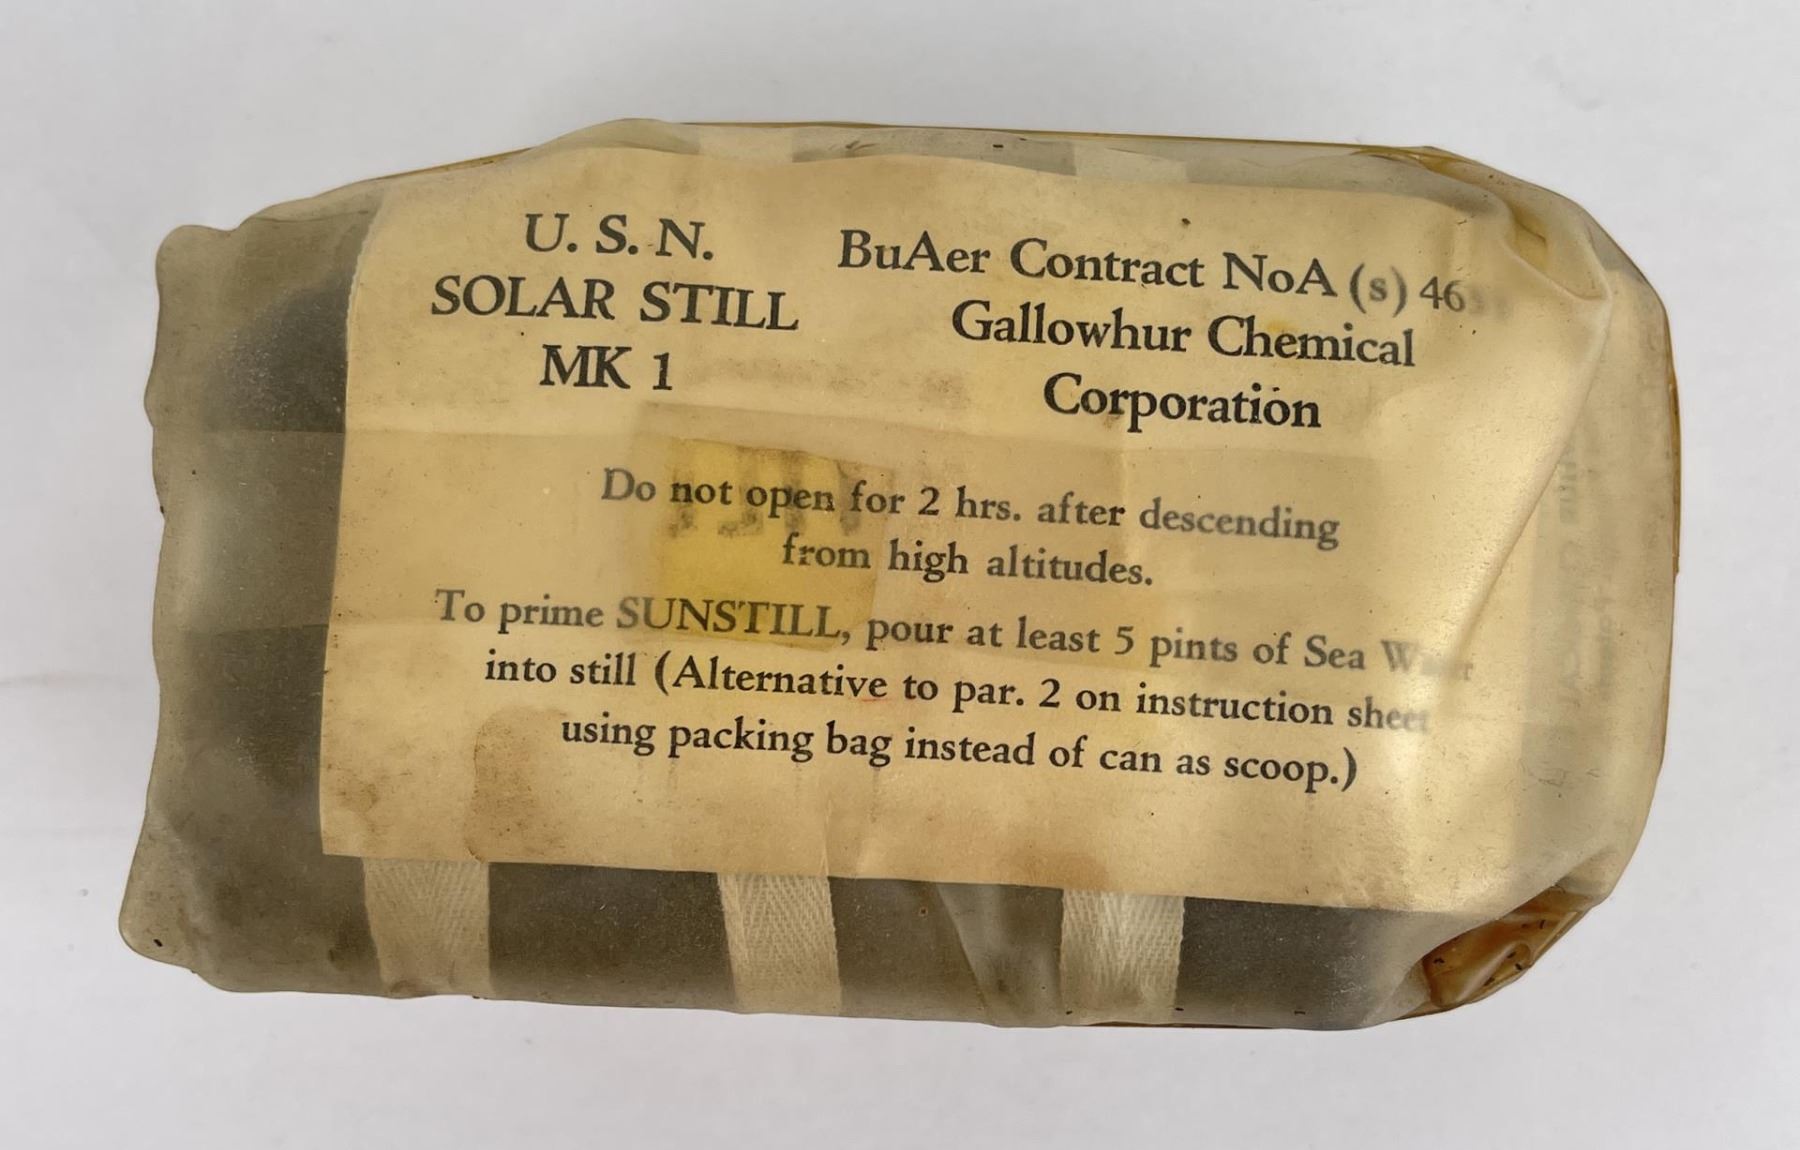 U. S. N.
SOLAR STILL
MK 1
BuAer Contract NoA (s) 46
Gallowhur Chemical
Corporation
Do not open for 2 hrs. after descending
from high altitudes.
To prime SUNSTILL, pour at least 5 pints of Sea
into still (Alternative to par. 2 on instruction sheet
using packing bag instead of can as scoop.)